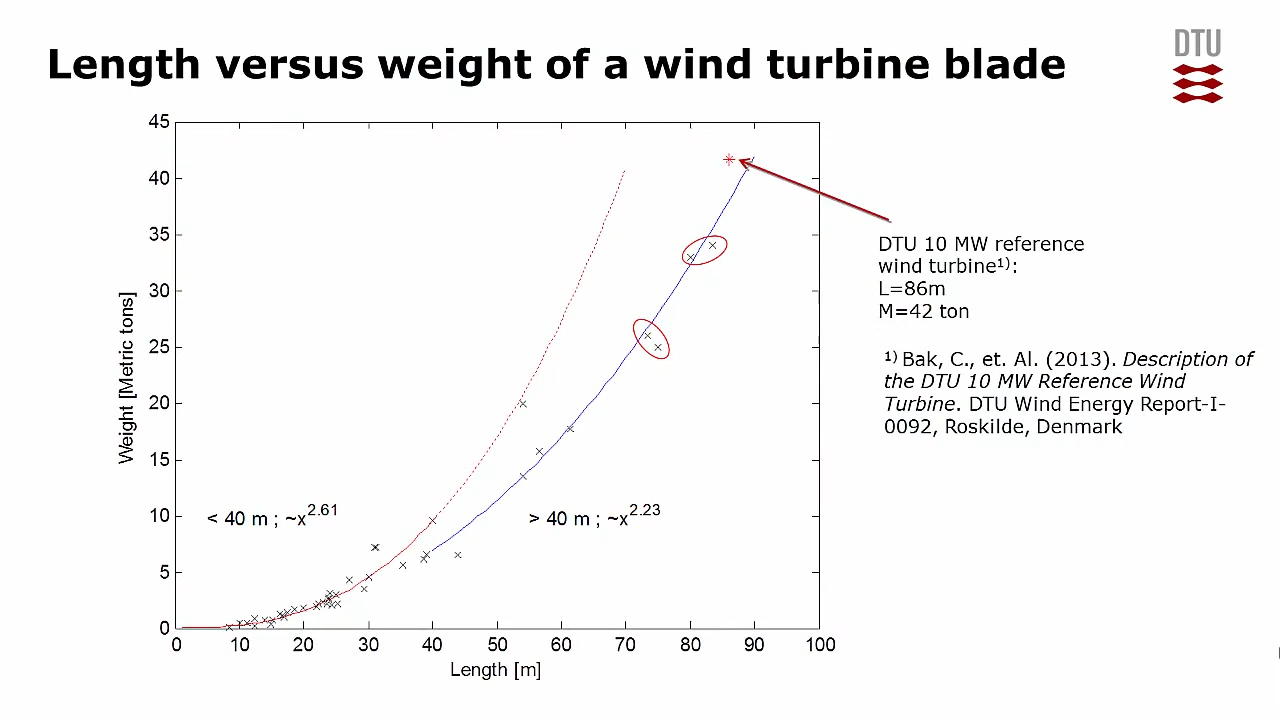 Length versus weight of a wind turbine blade
DTU
45
40
35
30
25
20
15
10
5
0
Weight [Metric tons]
< 40 m ; ~x^2.61
> 40 m ; ~x^2.23
0 10 20 30 40 50 60 70 80 90 100
Length [m]
DTU 10 MW reference
wind turbine¹⁾:
L=86m
M=42 ton
¹⁾ Bak, C., et. Al. (2013). Description of
the DTU 10 MW Reference Wind
Turbine. DTU Wind Energy Report-I-
0092, Roskilde, Denmark